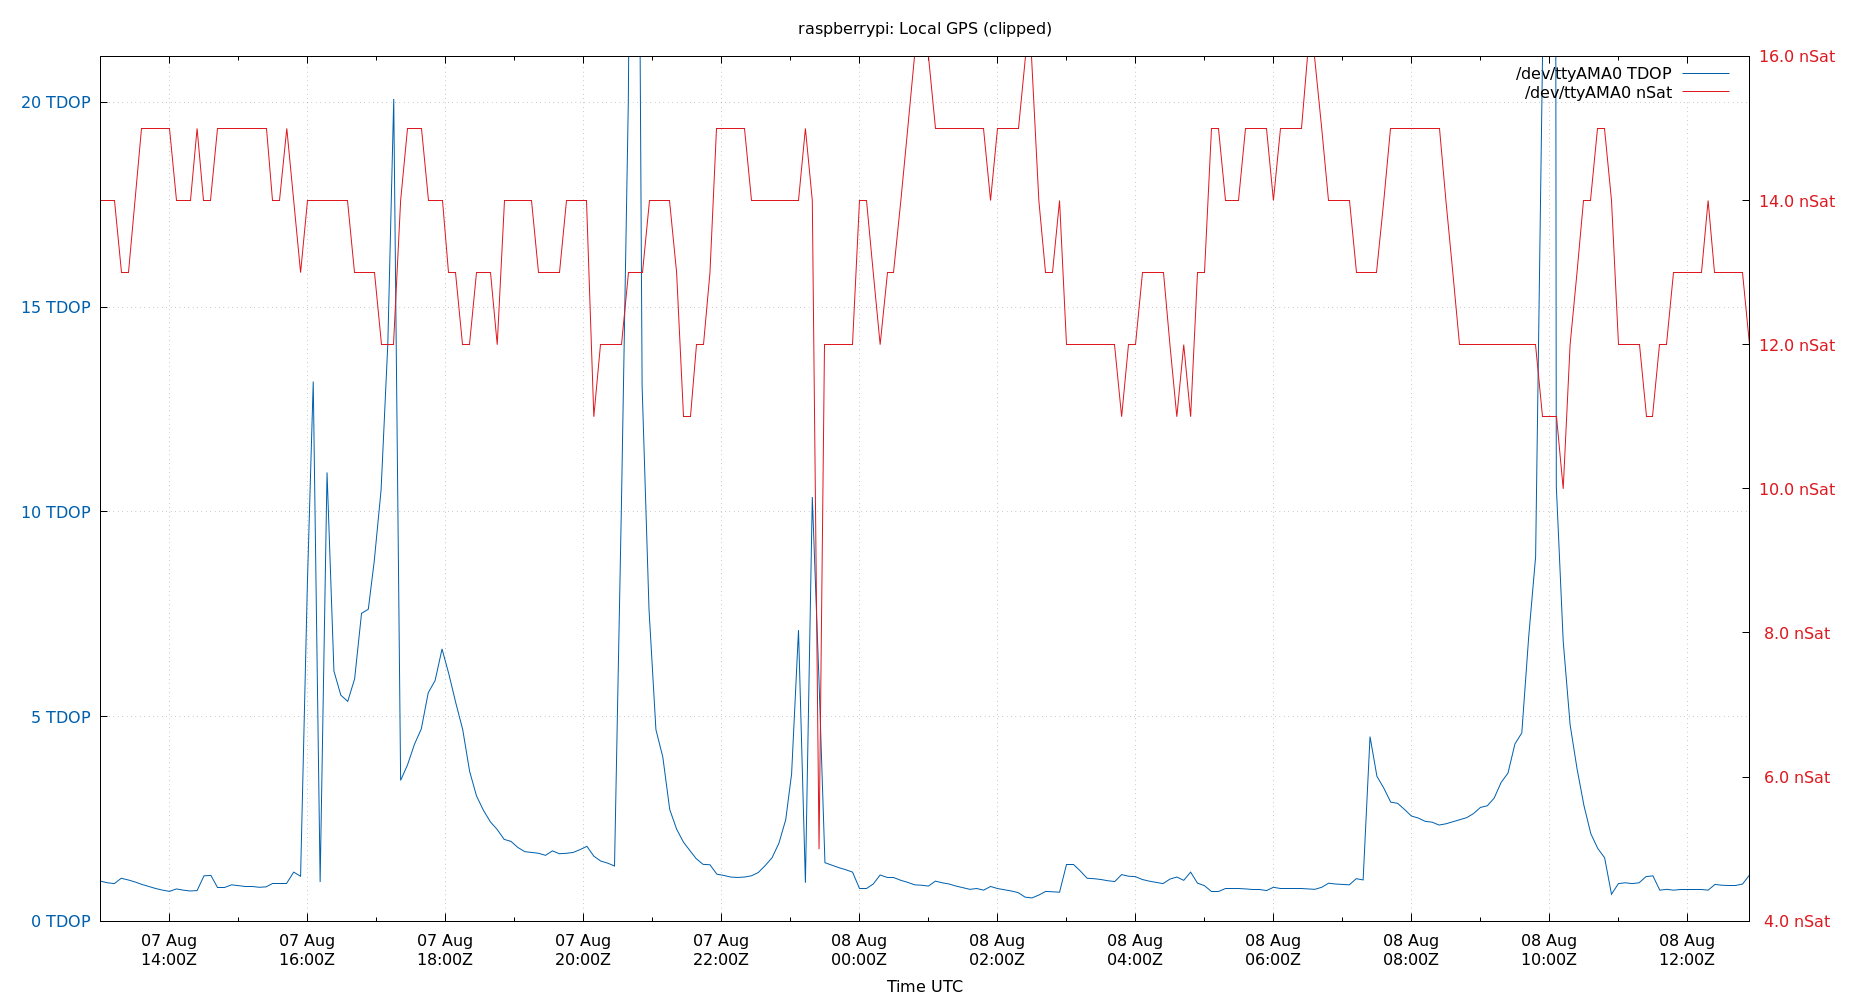 raspberrypi: Local GPS (clipped)
16.0 nSat
/dev/ttyAMA0 TDOP
/dev/ttyAMA0 nSat
20 TDOP
14.0 nSat
15 TDOP
12.0 nSat
10 TDOP
10.0 nSat
8.0 nSat
5 TDOP
6.0 nSat
0 TDOP
4.0 nSat
07 Aug 07 Aug 07 Aug 07 Aug 07 Aug 08 Aug 08 Aug 08 Aug 08 Aug 08 Aug 08 Aug 08 Aug
14:00Z 16:00Z 18:00Z 20:00Z 22:00Z 00:00Z 02:00Z 04:00Z 06:00Z 08:00Z 10:00Z 12:00Z
Time UTC